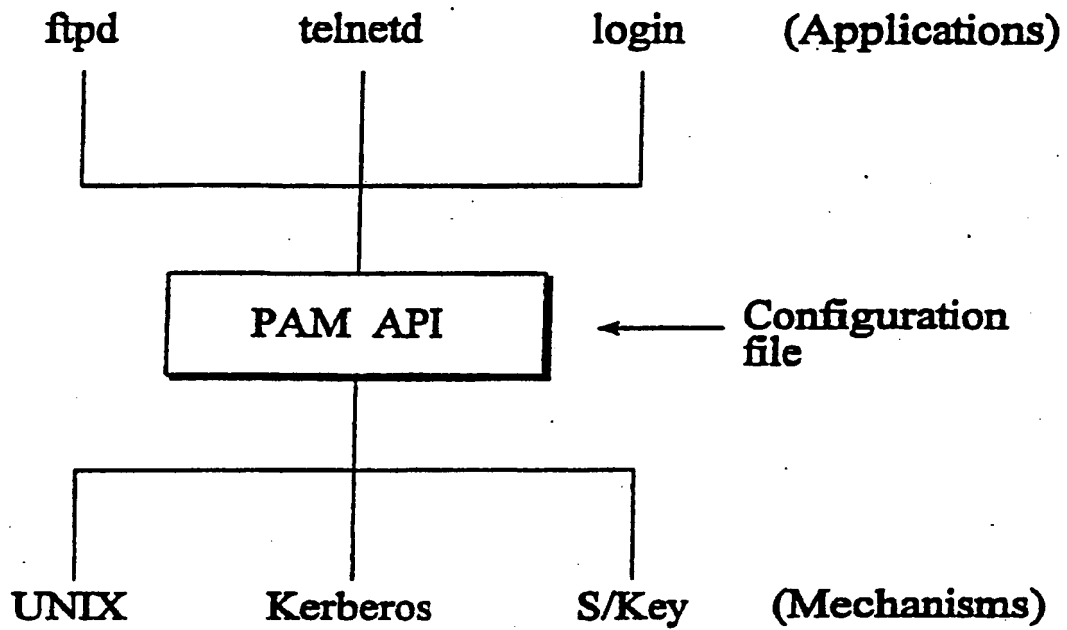 ftpd telnetd login (Applications)
PAM API
Configuration
file
UNIX Kerberos S/Key (Mechanisms)